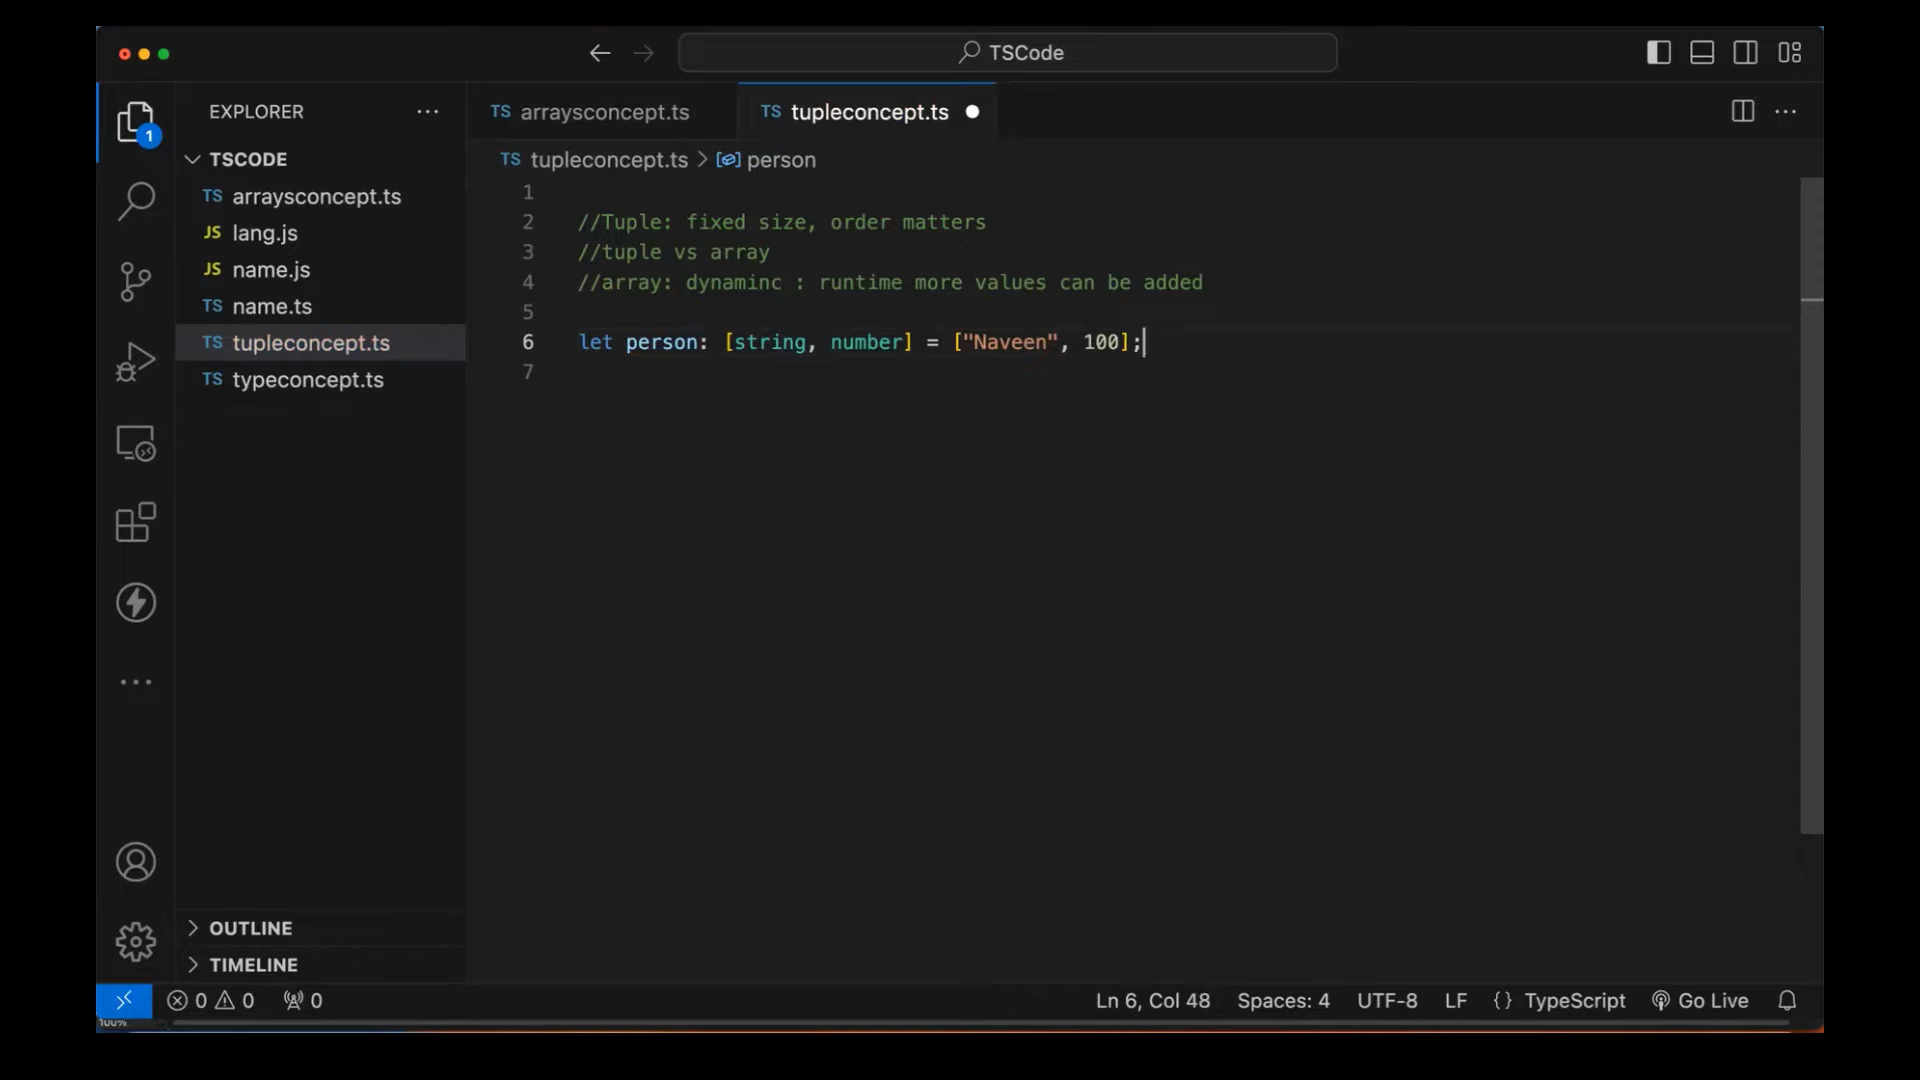 TSCode
EXPLORER
TS arraysconcept.ts
TS tupleconcept.ts
1
TSCODE
TS tupleconcept.ts > person
TS arraysconcept.ts
JS lang.js
JS name.js
TS name.ts
TS tupleconcept.ts
TS typeconcept.ts
1
2 //Tuple: fixed size, order matters
3 //tuple vs array
4 //array: dynaminc : runtime more values can be added
5
6 let person: [string, number] = ["Naveen", 100];
7
OUTLINE
TIMELINE
0 0 0 Ln 6, Col 48 Spaces: 4 UTF-8 LF {} TypeScript Go Live
100%